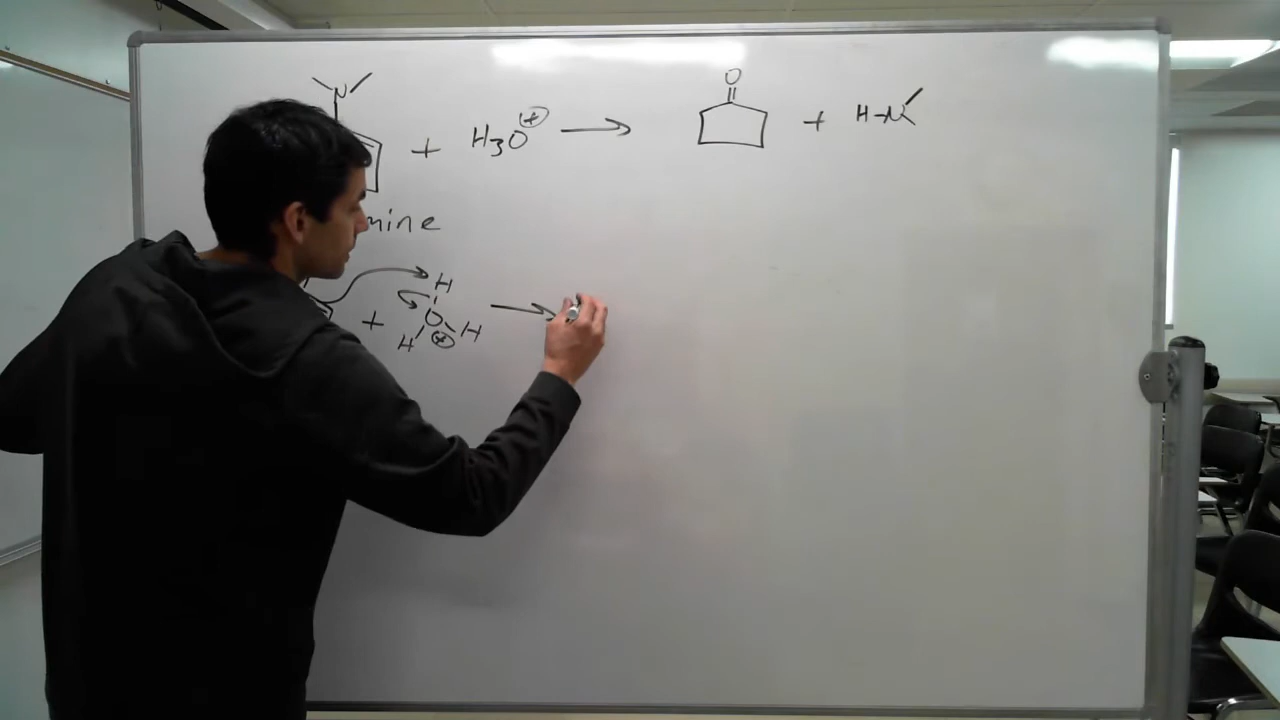 N + H3O⊕ → O + H-N
mine
+ H O H H ⊕ →